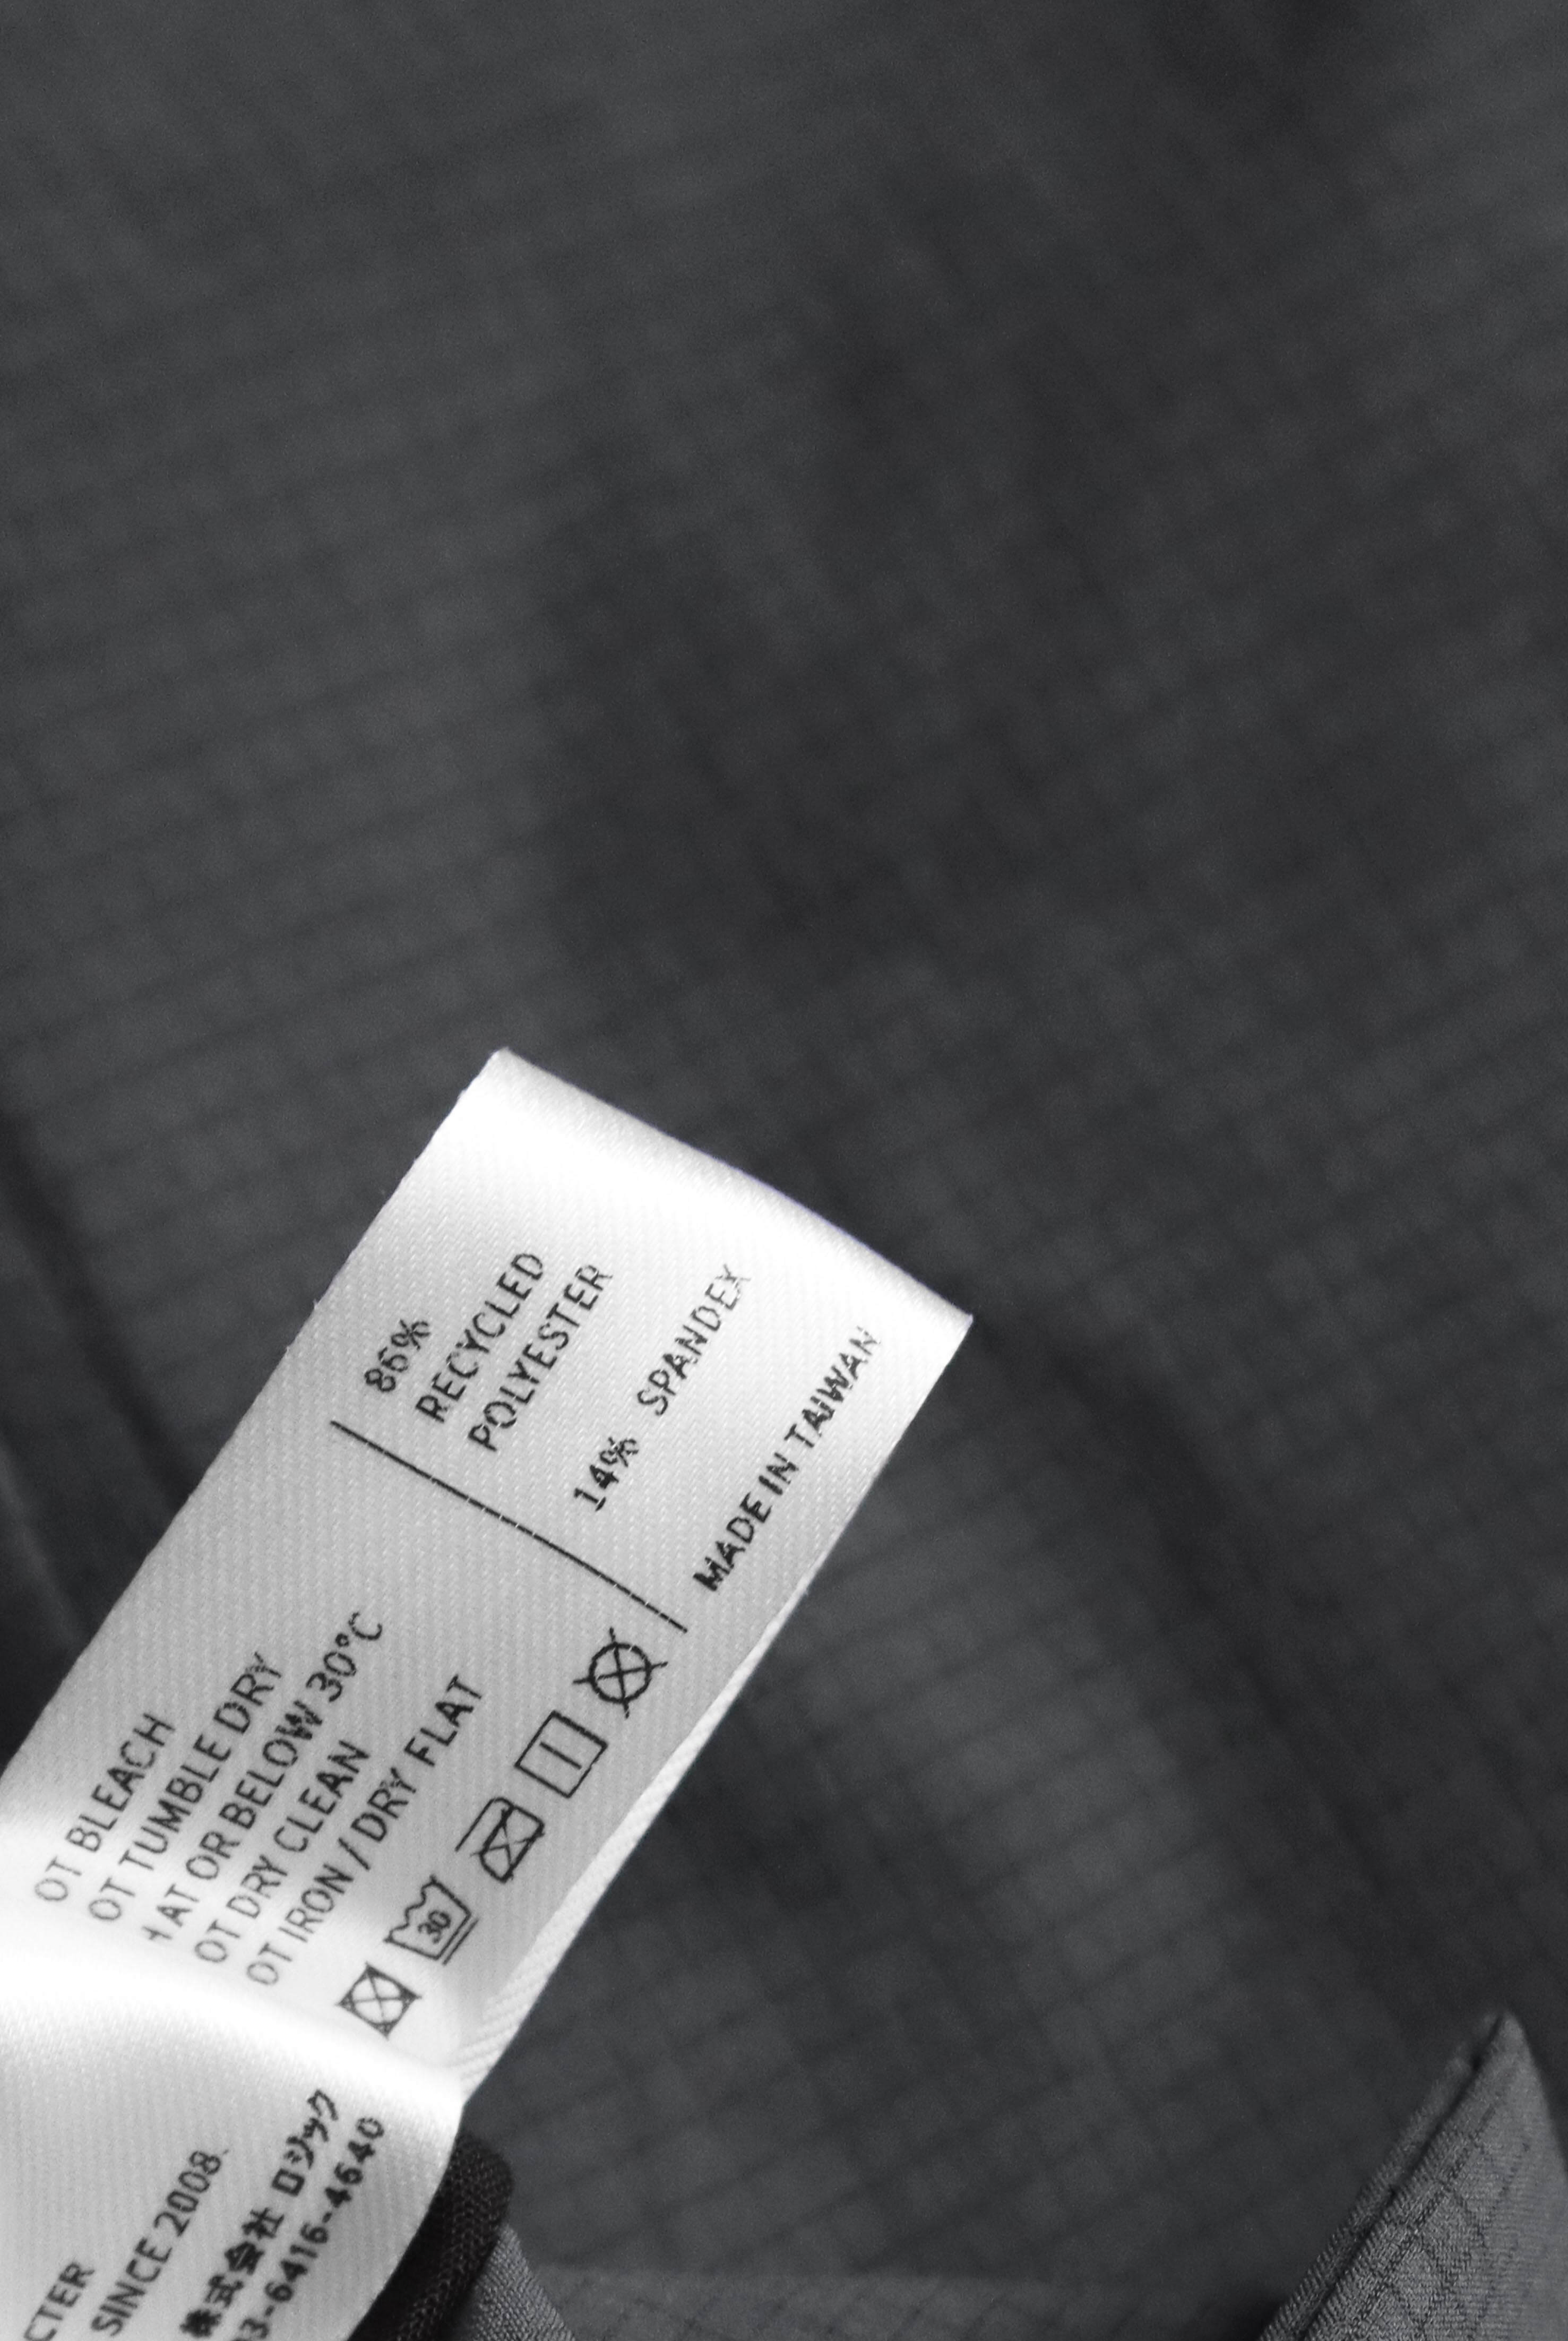 86%
RECYCLED
POLYESTER
14% SPANDEX
MADE IN TAIWAN
OT BLEACH
OT TUMBLE DRY
AT OR BELOW 30°C
OT DRY CLEAN
OT IRON / DRY FLAT
30
CTER
SINCE 2008.
株式会社 ロジック
03-6416-4640